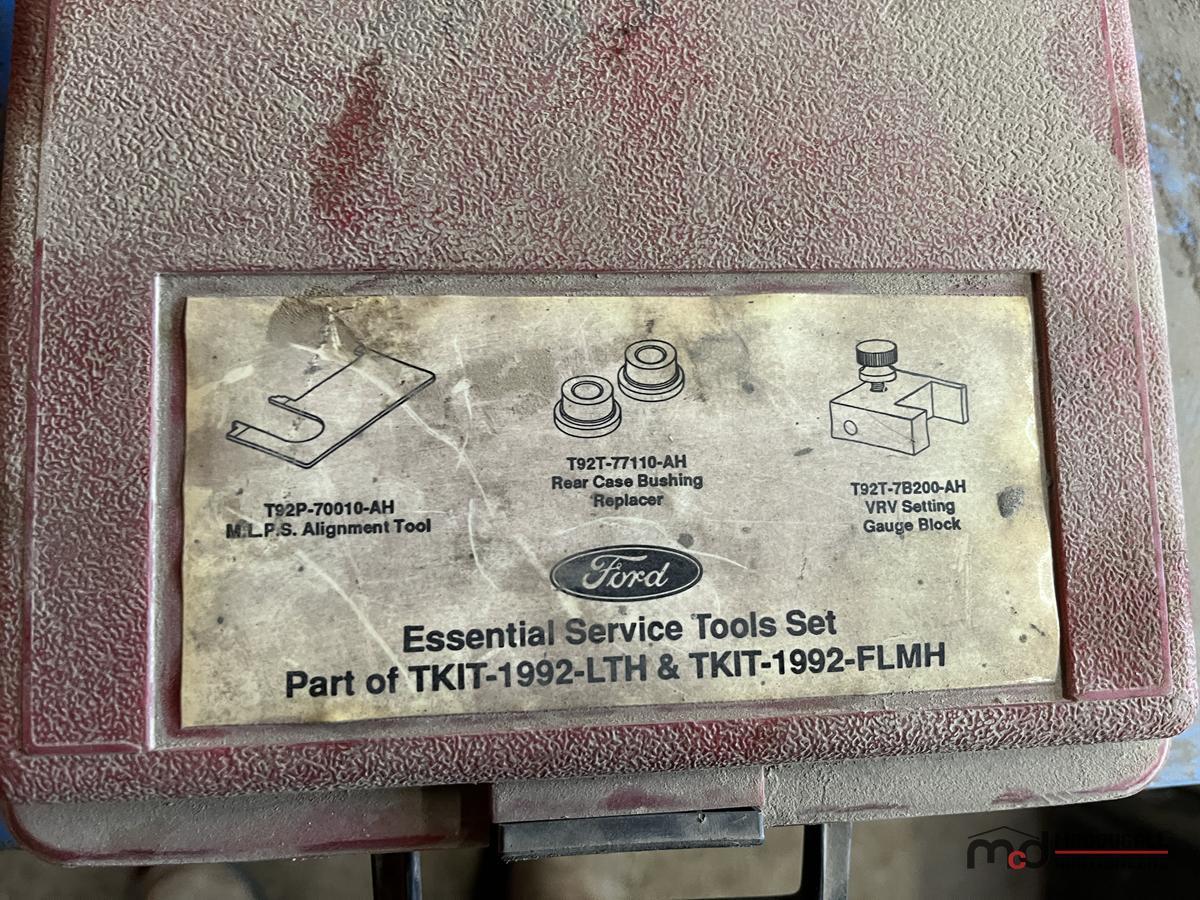 T92P-70010-AH
M.L.P.S. Alignment Tool
T92T-77110-AH
Rear Case Bushing
Replacer
T92T-7B200-AH
VRV Setting
Gauge Block
Ford
Essential Service Tools Set
Part of TKIT-1992-LTH & TKIT-1992-FLMH
mcd